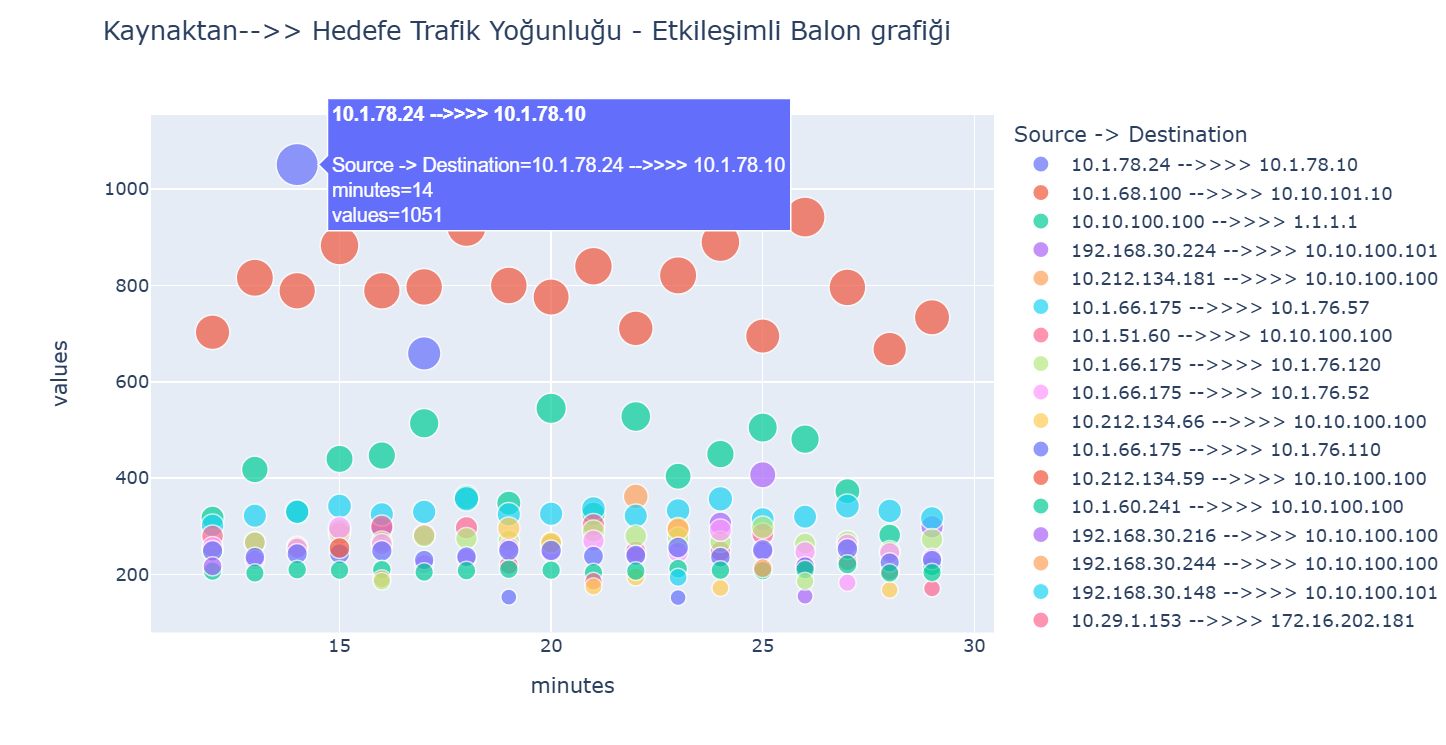 Kaynaktan-->> Hedefe Trafik Yoğunluğu - Etkileşimli Balon grafiği
10.1.78.24 -->>>> 10.1.78.10
Source -> Destination=10.1.78.24 -->>>> 10.1.78.10
minutes=14
values=1051
values
1000
800
600
400
200
15
20
25
30
minutes
Source -> Destination
10.1.78.24 -->>>> 10.1.78.10
10.1.68.100 -->>>> 10.10.101.10
10.10.100.100 -->>>> 1.1.1.1
192.168.30.224 -->>>> 10.10.100.101
10.212.134.181 -->>>> 10.10.100.100
10.1.66.175 -->>>> 10.1.76.57
10.1.51.60 -->>>> 10.10.100.100
10.1.66.175 -->>>> 10.1.76.120
10.1.66.175 -->>>> 10.1.76.52
10.212.134.66 -->>>> 10.10.100.100
10.1.66.175 -->>>> 10.1.76.110
10.212.134.59 -->>>> 10.10.100.100
10.1.60.241 -->>>> 10.10.100.100
192.168.30.216 -->>>> 10.10.100.100
192.168.30.244 -->>>> 10.10.100.100
192.168.30.148 -->>>> 10.10.100.101
10.29.1.153 -->>>> 172.16.202.181